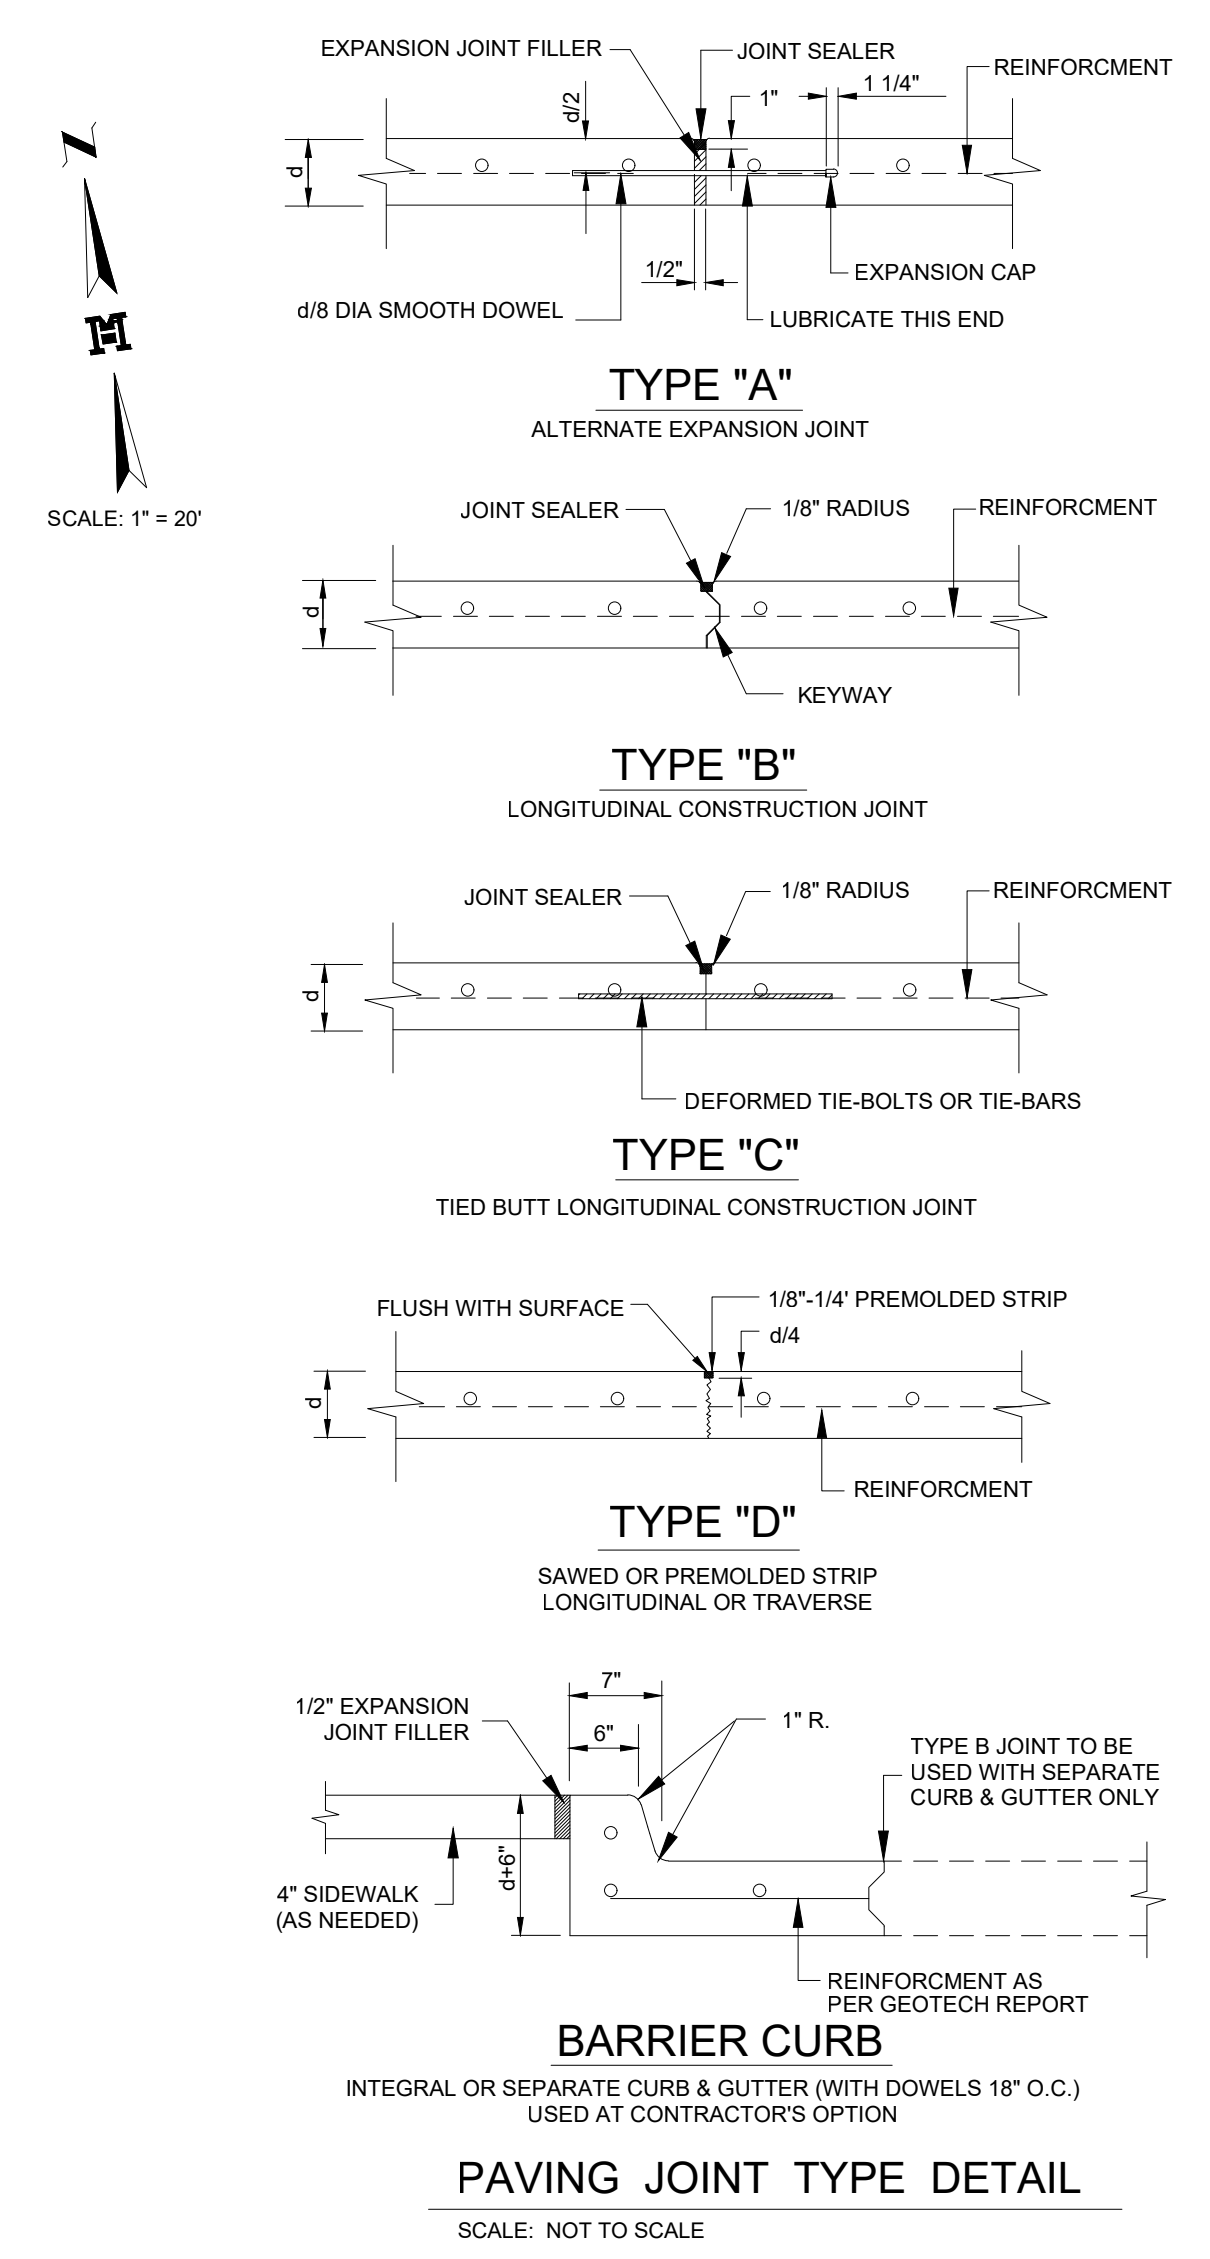 EXPANSION JOINT FILLER
JOINT SEALER
REINFORCMENT
d/2
1"
1 1/4"
d
N
1/2"
EXPANSION CAP
d/8 DIA SMOOTH DOWEL
LUBRICATE THIS END
TYPE "A"
ALTERNATE EXPANSION JOINT
SCALE: 1" = 20'
JOINT SEALER
1/8" RADIUS
REINFORCMENT
d
KEYWAY
TYPE "B"
LONGITUDINAL CONSTRUCTION JOINT
JOINT SEALER
1/8" RADIUS
REINFORCMENT
d
DEFORMED TIE-BOLTS OR TIE-BARS
TYPE "C"
TIED BUTT LONGITUDINAL CONSTRUCTION JOINT
FLUSH WITH SURFACE
1/8"-1/4' PREMOLDED STRIP
d/4
d
REINFORCMENT
TYPE "D"
SAWED OR PREMOLDED STRIP
LONGITUDINAL OR TRAVERSE
7"
1/2" EXPANSION
JOINT FILLER
6"
1" R.
TYPE B JOINT TO BE
USED WITH SEPARATE
CURB & GUTTER ONLY
d+6"
4" SIDEWALK
(AS NEEDED)
REINFORCMENT AS
PER GEOTECH REPORT
BARRIER CURB
INTEGRAL OR SEPARATE CURB & GUTTER (WITH DOWELS 18" O.C.)
USED AT CONTRACTOR'S OPTION
PAVING JOINT TYPE DETAIL
SCALE: NOT TO SCALE